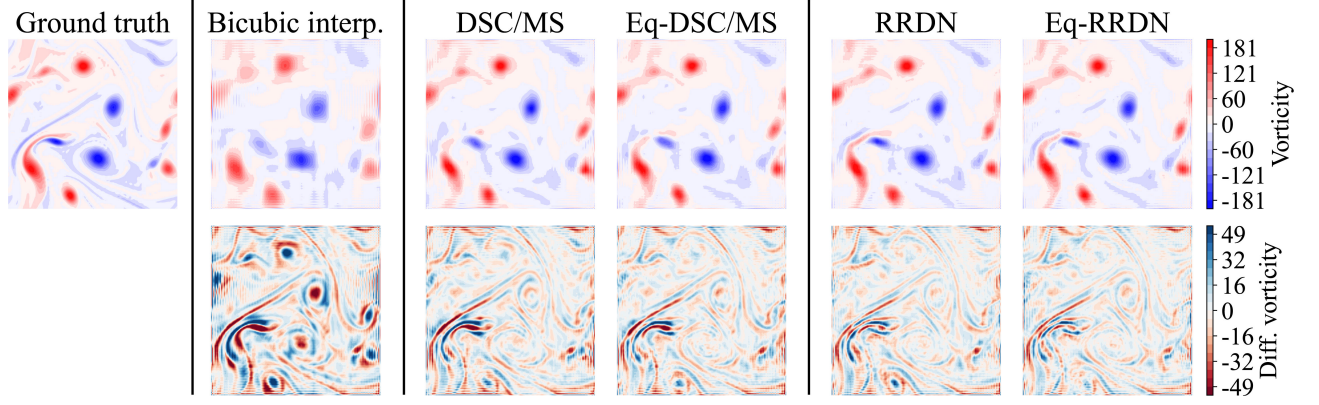 Ground truth
Bicubic interp.
DSC/MS
Eq-DSC/MS
RRDN
Eq-RRDN
181
121
60
0
-60
-121
-181
Vorticity
49
32
16
0
-16
-32
-49
Diff. vorticity